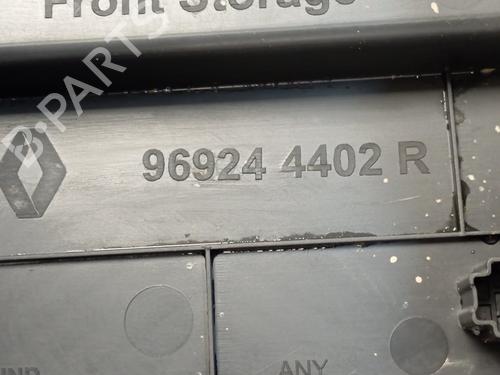 Front Storage
B-PARTS
96924 4402 R
ANY